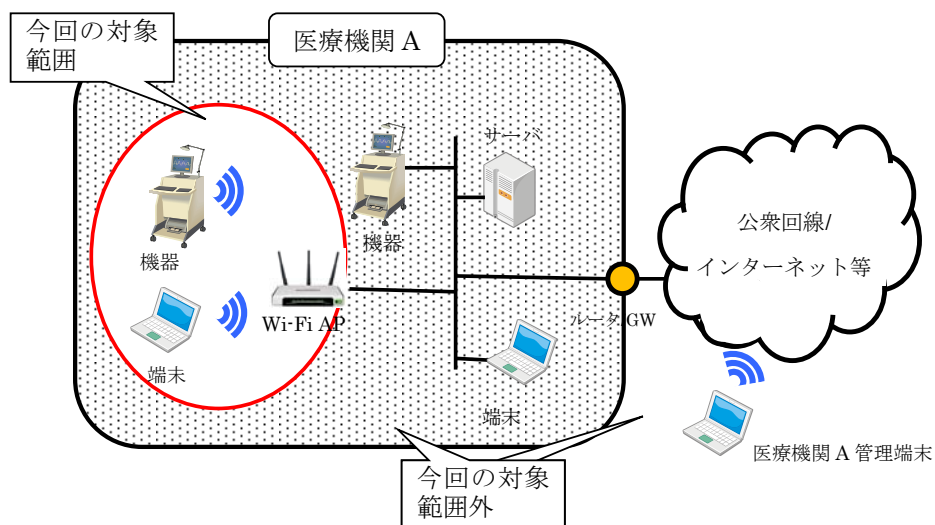 今回の対象
範囲
医療機関 A
サーバ
機器
機器
公衆回線/
インターネット等
Wi-Fi AP
ルータ GW
端末
端末
医療機関 A 管理端末
今回の対象
範囲外